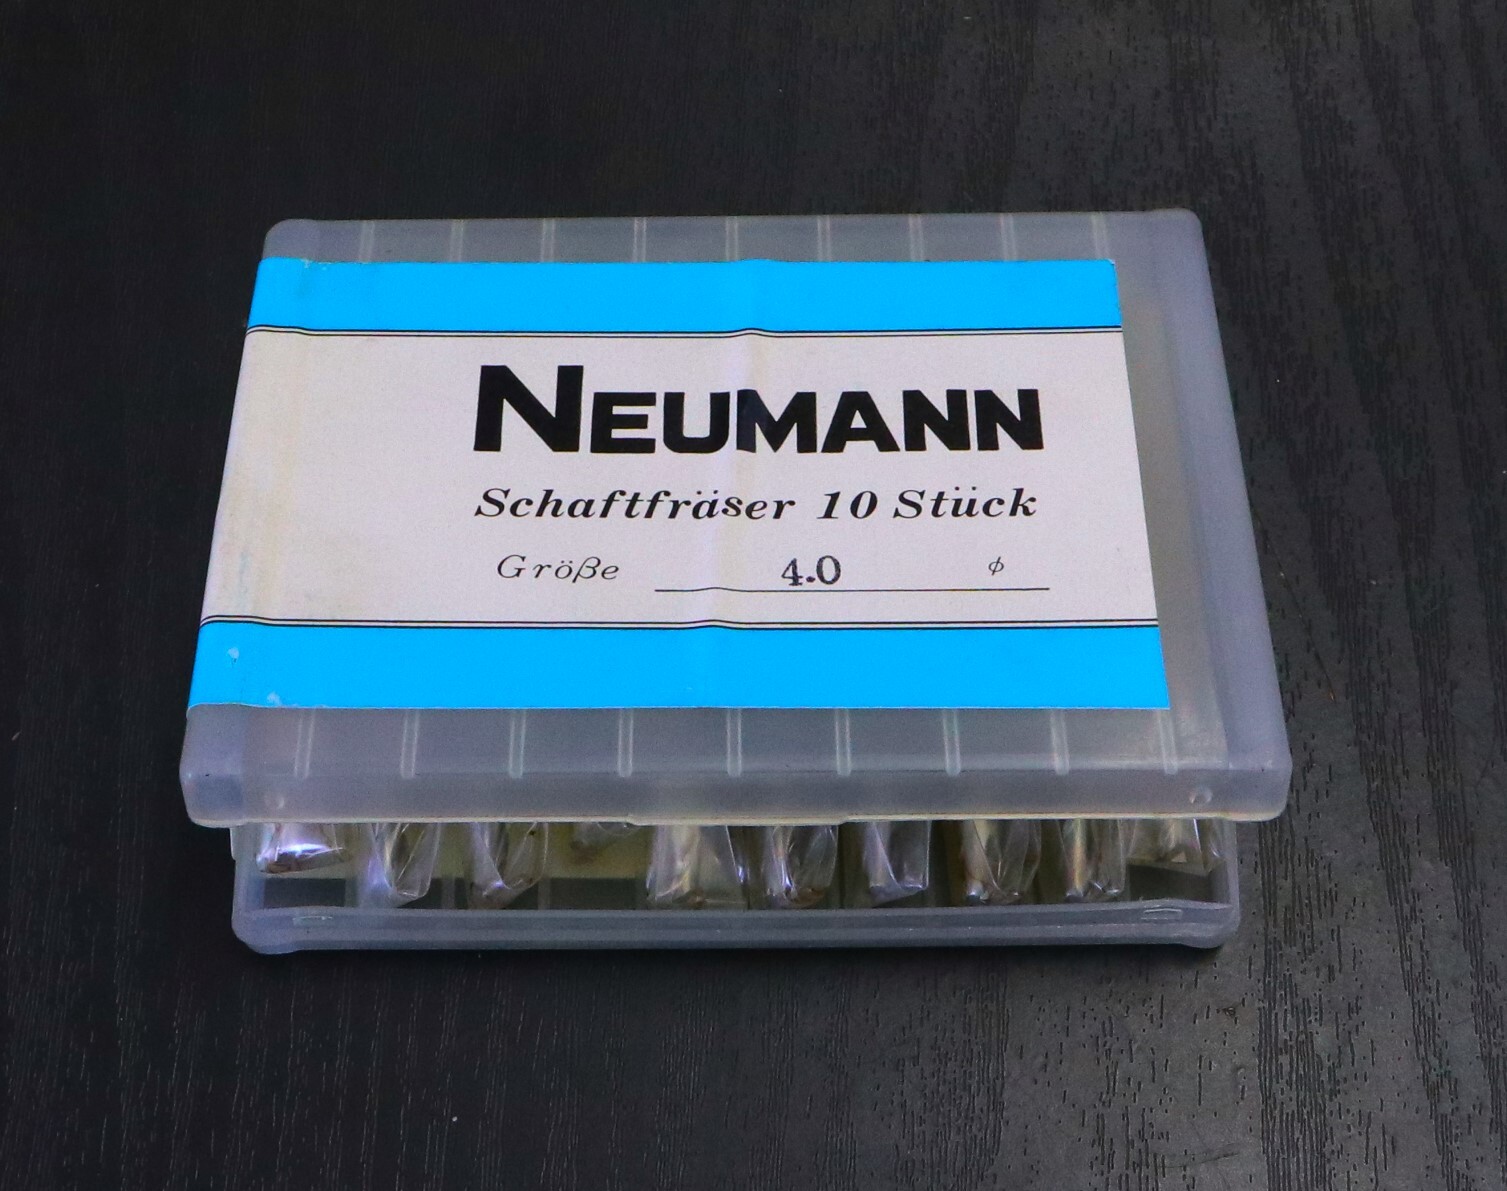 NEUMANN
Schaftfräser 10 Stück
Größe 4.0 ϕ